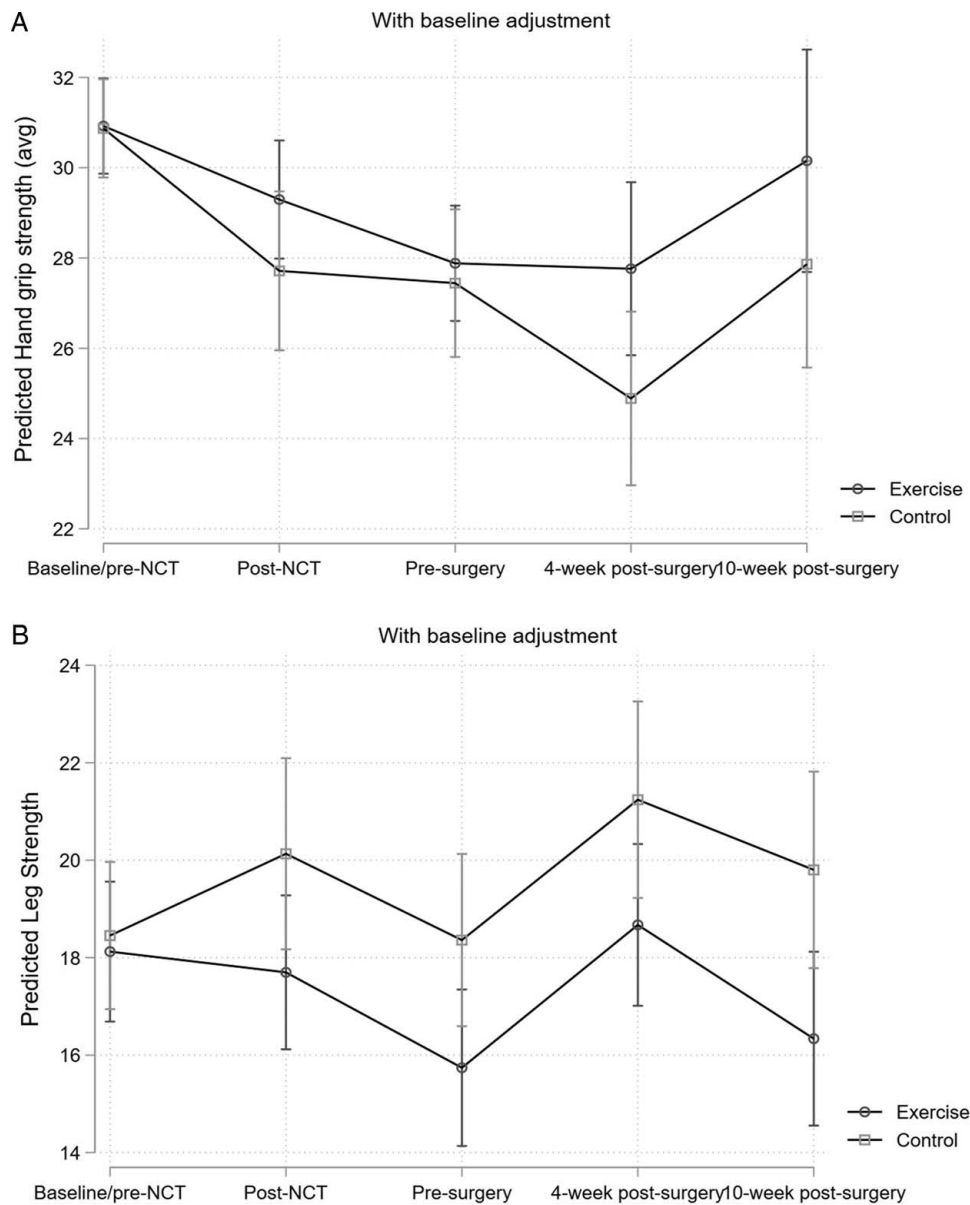 A
With baseline adjustment
Predicted Hand grip strength (avg)
32
30
28
26
24
22
Exercise
Control
Baseline/pre-NCT Post-NCT Pre-surgery 4-week post-surgery10-week post-surgery
B
With baseline adjustment
Predicted Leg Strength
24
22
20
18
16
14
Exercise
Control
Baseline/pre-NCT Post-NCT Pre-surgery 4-week post-surgery10-week post-surgery